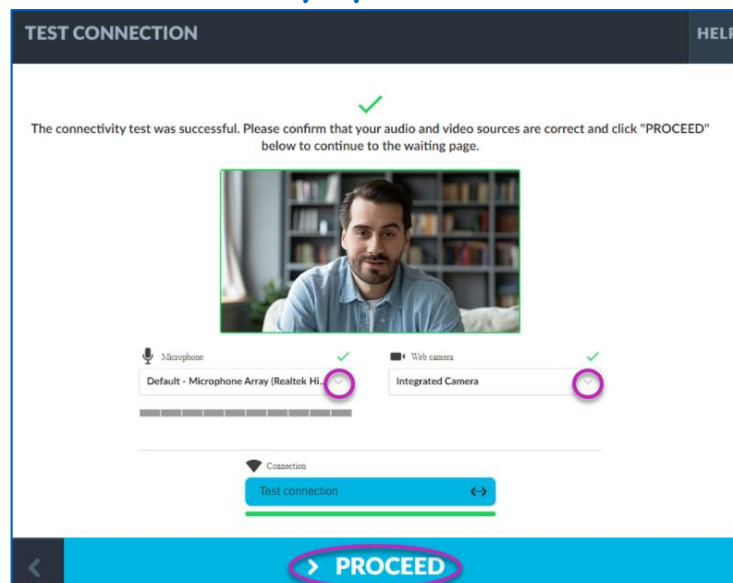 TEST CONNECTION
HELP
The connectivity test was successful. Please confirm that your audio and video sources are correct and click "PROCEED"
below to continue to the waiting page.
Microphone
Web camera
Default - Microphone Array (Realtek Hi...
Integrated Camera
Connection
Test connection
PROCEED